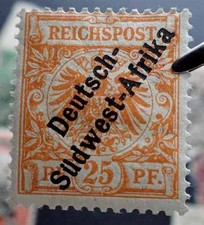 REICHSPOST
Deutsch-
Südwest-Afrika
25 PF.